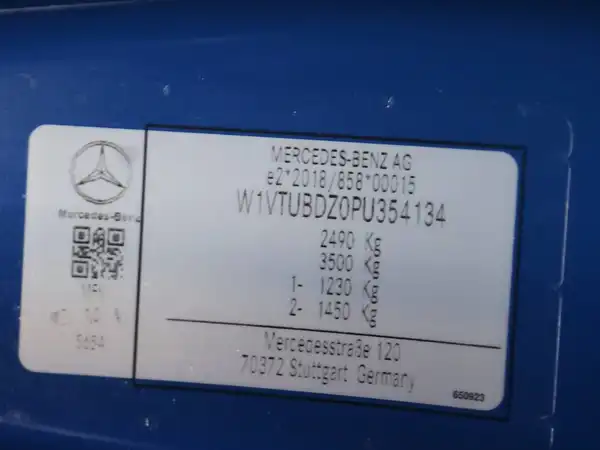 Mercedes-Benz
5654
MERCEDES-BENZ AG
e2*2018/858*00015
W1VTUBDZ0PU354134
2490 Kg
3500 Kg
1- 1230 Kg
2- 1450 Kg
Mercedesstraße 120
70372 Stuttgart Germany
650923